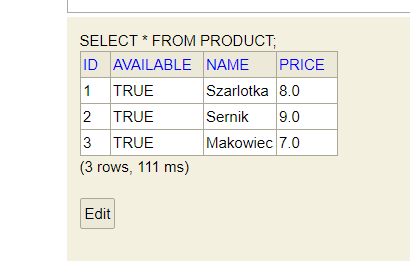 SELECT * FROM PRODUCT;
ID AVAILABLE NAME PRICE
1 TRUE Szarlotka 8.0
2 TRUE Sernik 9.0
3 TRUE Makowiec 7.0
(3 rows, 111 ms)
Edit